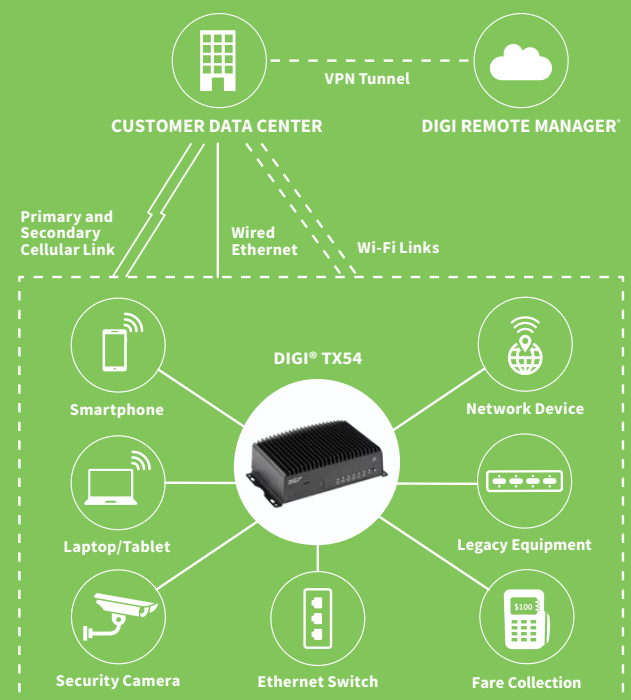 VPN Tunnel
CUSTOMER DATA CENTER
DIGI REMOTE MANAGER®
Primary and
Secondary
Cellular Link
Wired
Ethernet
Wi-Fi Links
DIGI® TX54
Smartphone
Network Device
DIGI®
Laptop/Tablet
Legacy Equipment
$100
Security Camera
Ethernet Switch
Fare Collection